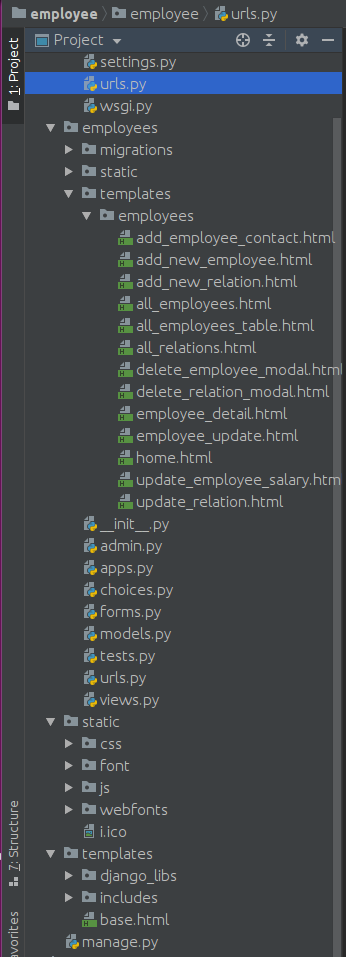 employee employee urls.py
Project
1: Project
settings.py
urls.py
wsgi.py
employees
migrations
static
templates
employees
add_employee_contact.html
add_new_employee.html
add_new_relation.html
all_employees.html
all_employees_table.html
all_relations.html
delete_employee_modal.html
delete_relation_modal.html
employee_detail.html
employee_update.html
home.html
update_employee_salary.htm
update_relation.html
__init__.py
admin.py
apps.py
choices.py
forms.py
models.py
tests.py
urls.py
views.py
static
css
font
js
webfonts
i.ico
templates
django_libs
includes
base.html
manage.py
7: Structure
avorites